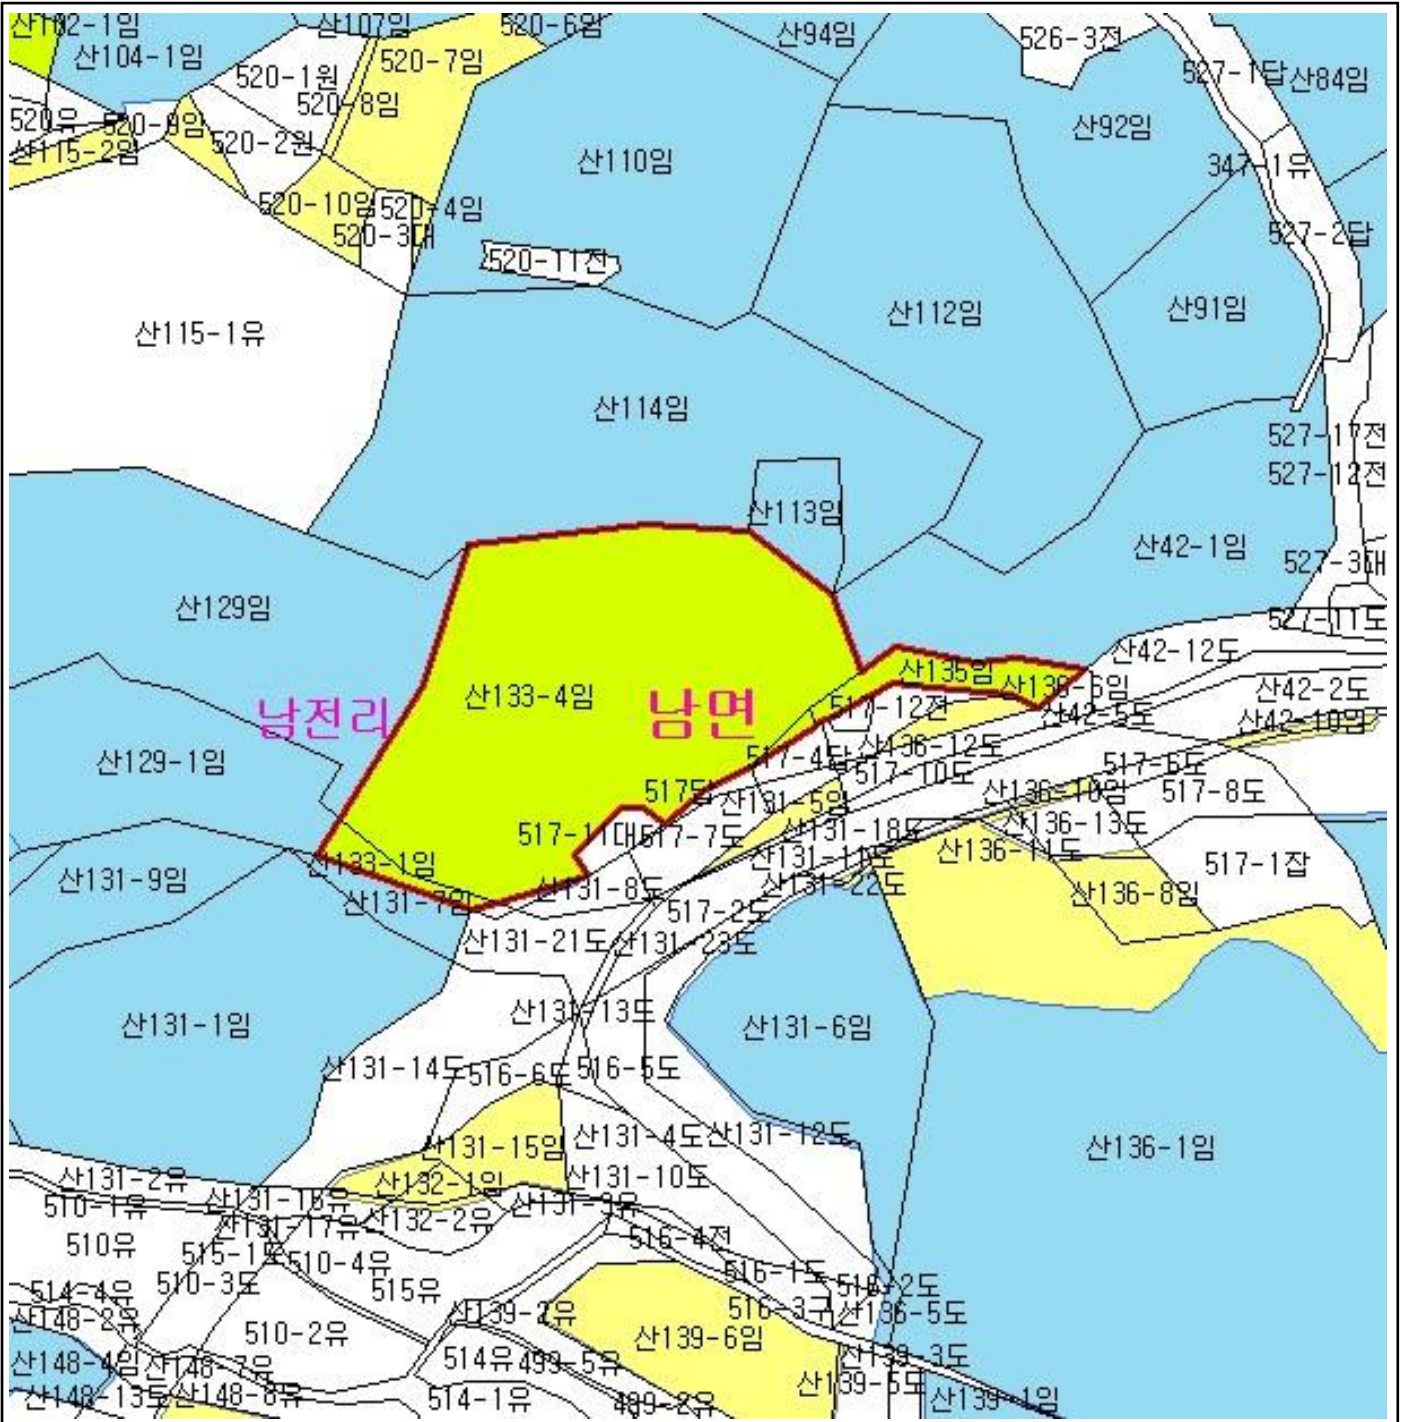 산102-1임
107임
520-6임
산94임
526-3전
산104-1임
520-1원
520-7임
527-1답
산84임
520-8임
520유
520-9임
520-2원
산92임
산115-2임
산110임
347-1유
520-10임
520-4임
520-3대
527-2답
520-11전
산115-1유
산112임
산91임
산114임
527-17전
527-12전
산113임
산42-1임
527-3대
산129임
527-11도
산42-12도
산135임
산136-6임
산42-2도
산133-4임
남전리
남면
517-12전
산42-5도
산42-10임
산129-1임
517-4답
산136-12도
517-10도
517-6도
517답
산131-5임
산136-10임
517-8도
517-11대
517-7도
산131-18도
산136-13도
산133-1임
산131-11도
산136-11도
517-1잡
산131-9임
산131-7임
산131-8도
산131-22도
산136-8임
517-2도
산131-21도
산131-23도
산131-1임
산131-13도
산131-6임
산131-14도
516-6도
516-5도
산131-15임
산131-4도
산131-12도
산136-1임
산131-2유
산132-1임
산131-10도
510-1유
산131-16유
산131-3유
산131-17유
산132-2유
510유
515-1도
510-4유
516-4전
514-4유
510-3도
515유
516-1도
516-2도
산148-2유
510-2유
산139-2유
516-3구
산136-5도
산139-6임
산148-4임
산148-7유
514유
499-5유
산139-3도
산148-13도
산148-8유
514-1유
499-2유
산139-5도
산139-1임